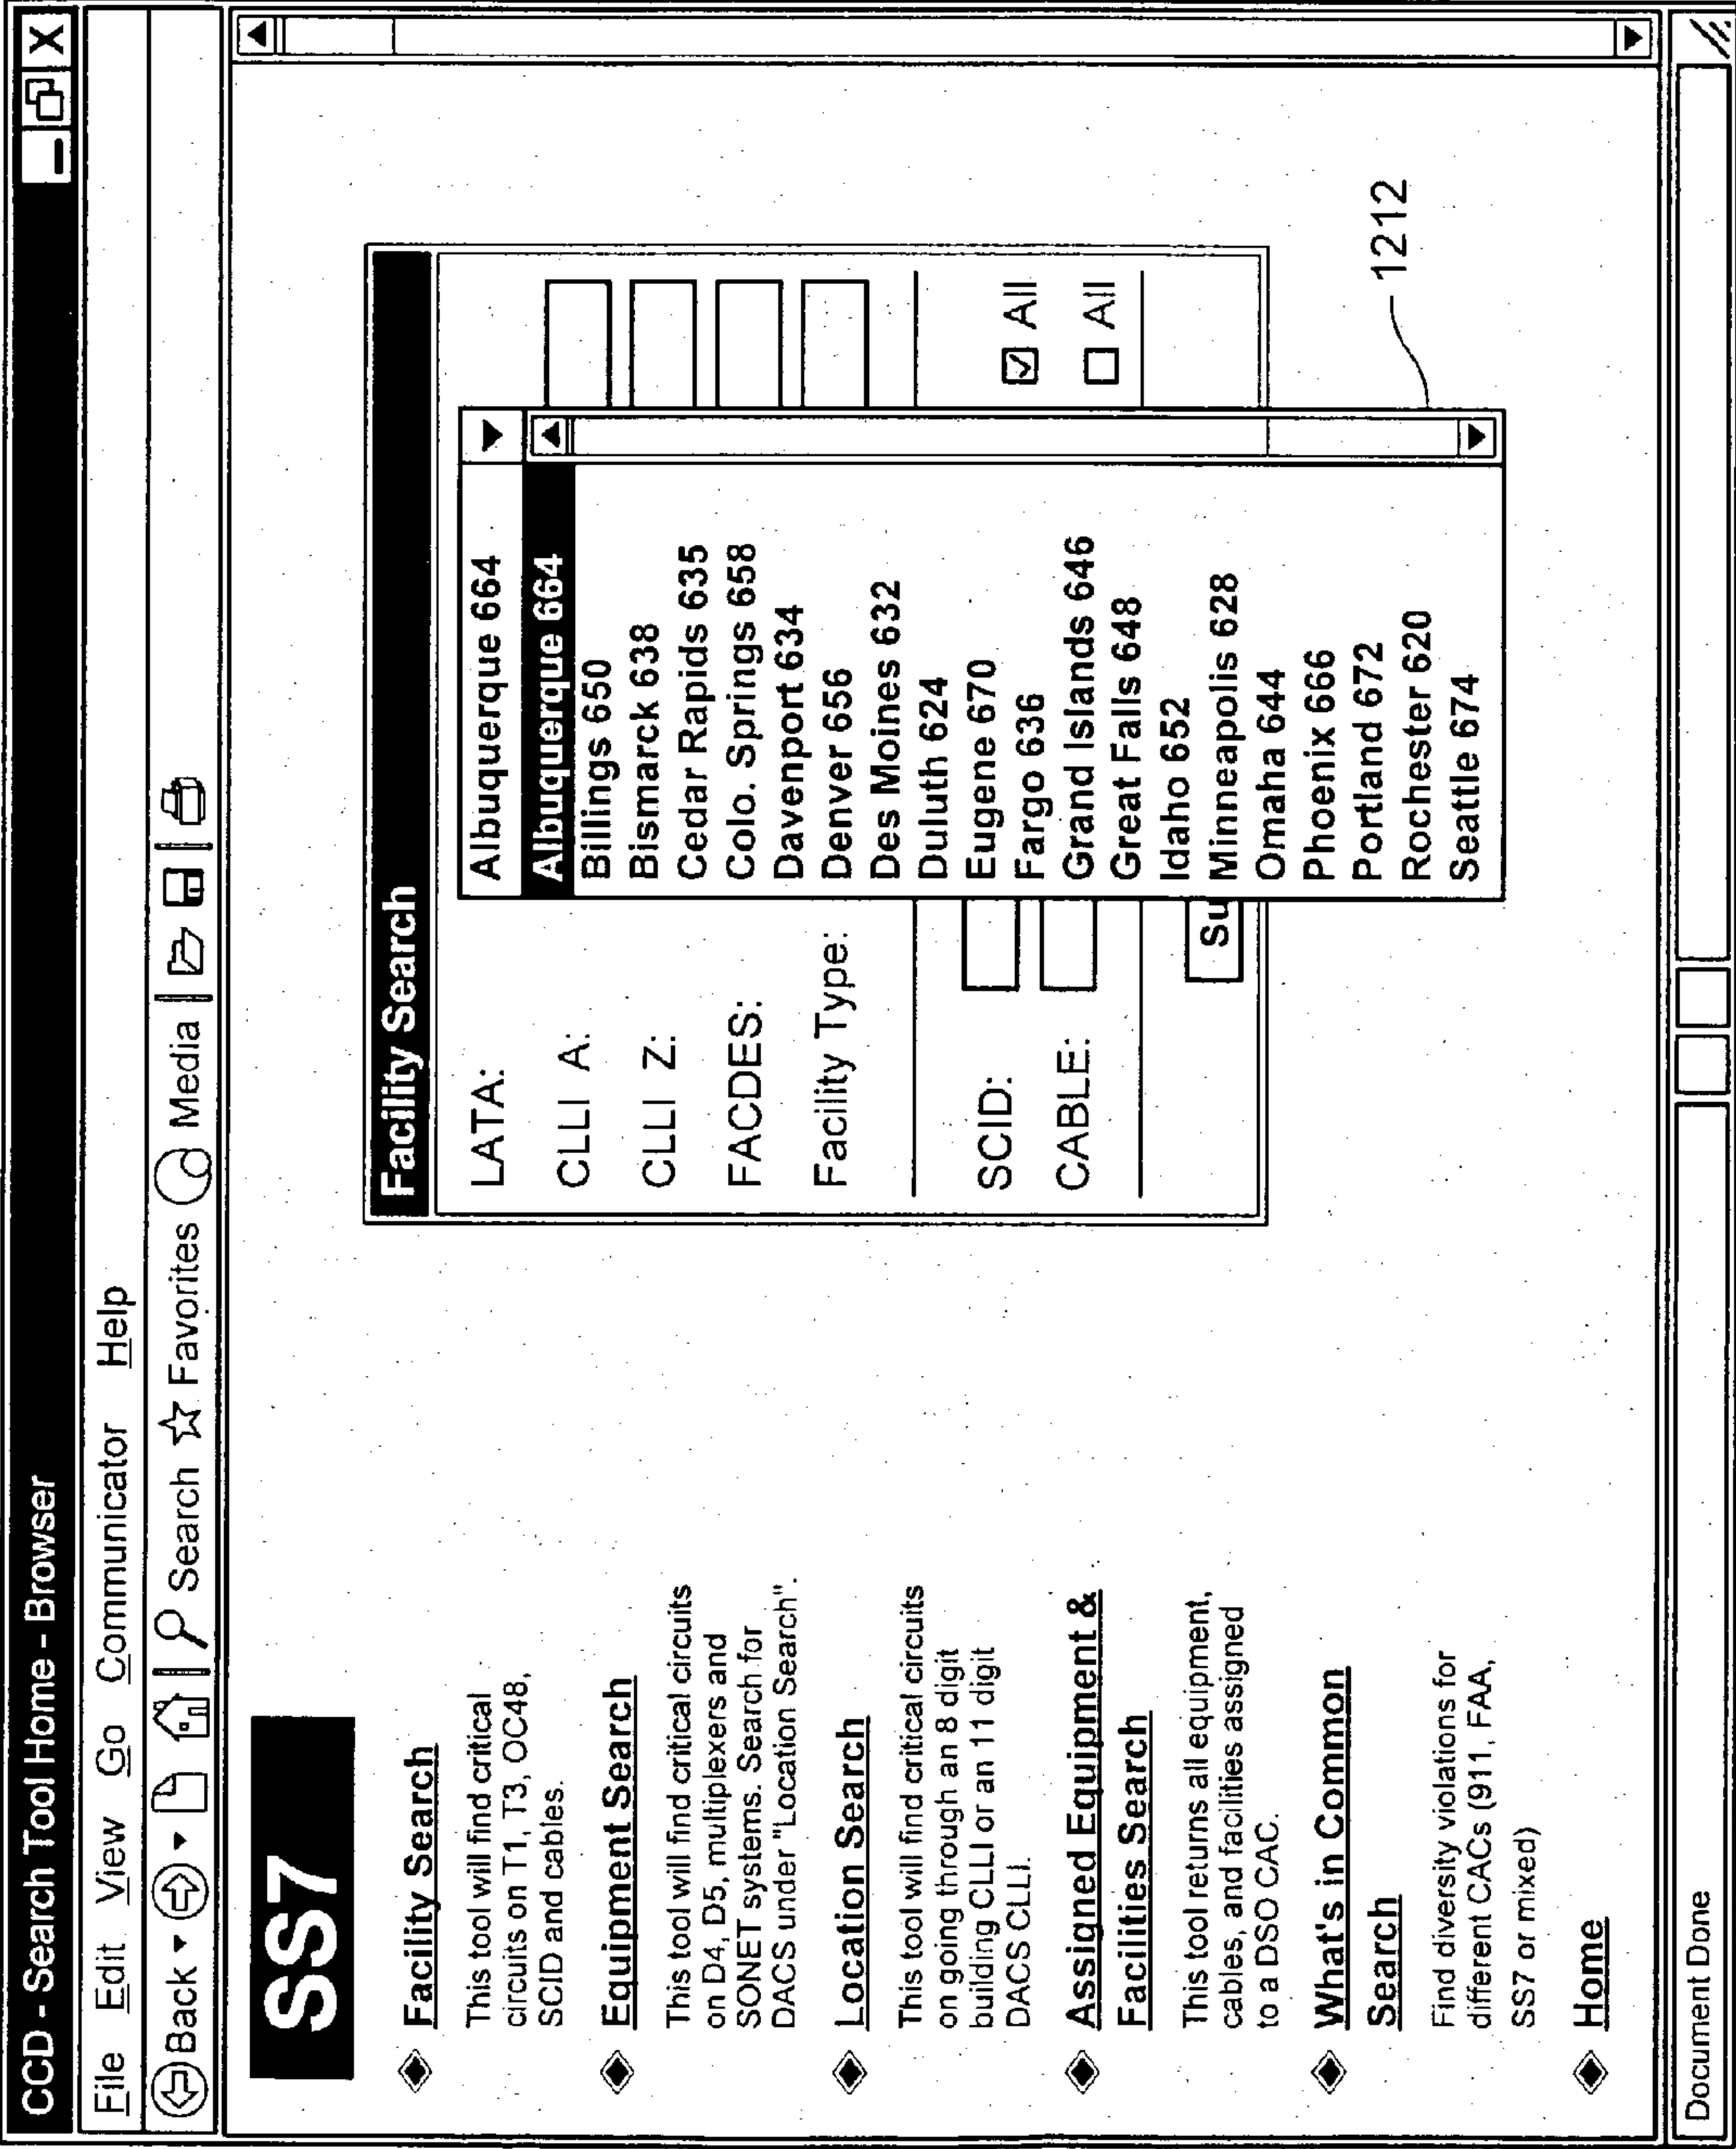 CCD - Search Tool Home - Browser
File Edit View Go Communicator Help
Back Search Favorites Media
SS7
Facility Search
This tool will find critical
circuits on T1, T3, OC48,
SCID and cables.
Equipment Search
This tool will find critical circuits
on D4, D5, multiplexers and
SONET systems. Search for
DACS under "Location Search".
Location Search
This tool will find critical circuits
on going through an 8 digit
building CLLI or an 11 digit
DACS CLLI.
Assigned Equipment &
Facilities Search
This tool returns all equipment,
cables, and facilities assigned
to a DSO CAC.
What's in Common
Search
Find diversity violations for
different CACs (911, FAA,
SS7 or mixed)
Home
Facility Search
LATA:
CLLI A:
CLLI Z:
FACDES:
Facility Type:
SCID:
CABLE:
All
All
Su
Albuquerque 664
Albuquerque 664
Billings 650
Bismarck 638
Cedar Rapids 635
Colo. Springs 658
Davenport 634
Denver 656
Des Moines 632
Duluth 624
Eugene 670
Fargo 636
Grand Islands 646
Great Falls 648
Idaho 652
Minneapolis 628
Omaha 644
Phoenix 666
Portland 672
Rochester 620
Seattle 674
1212
Document Done